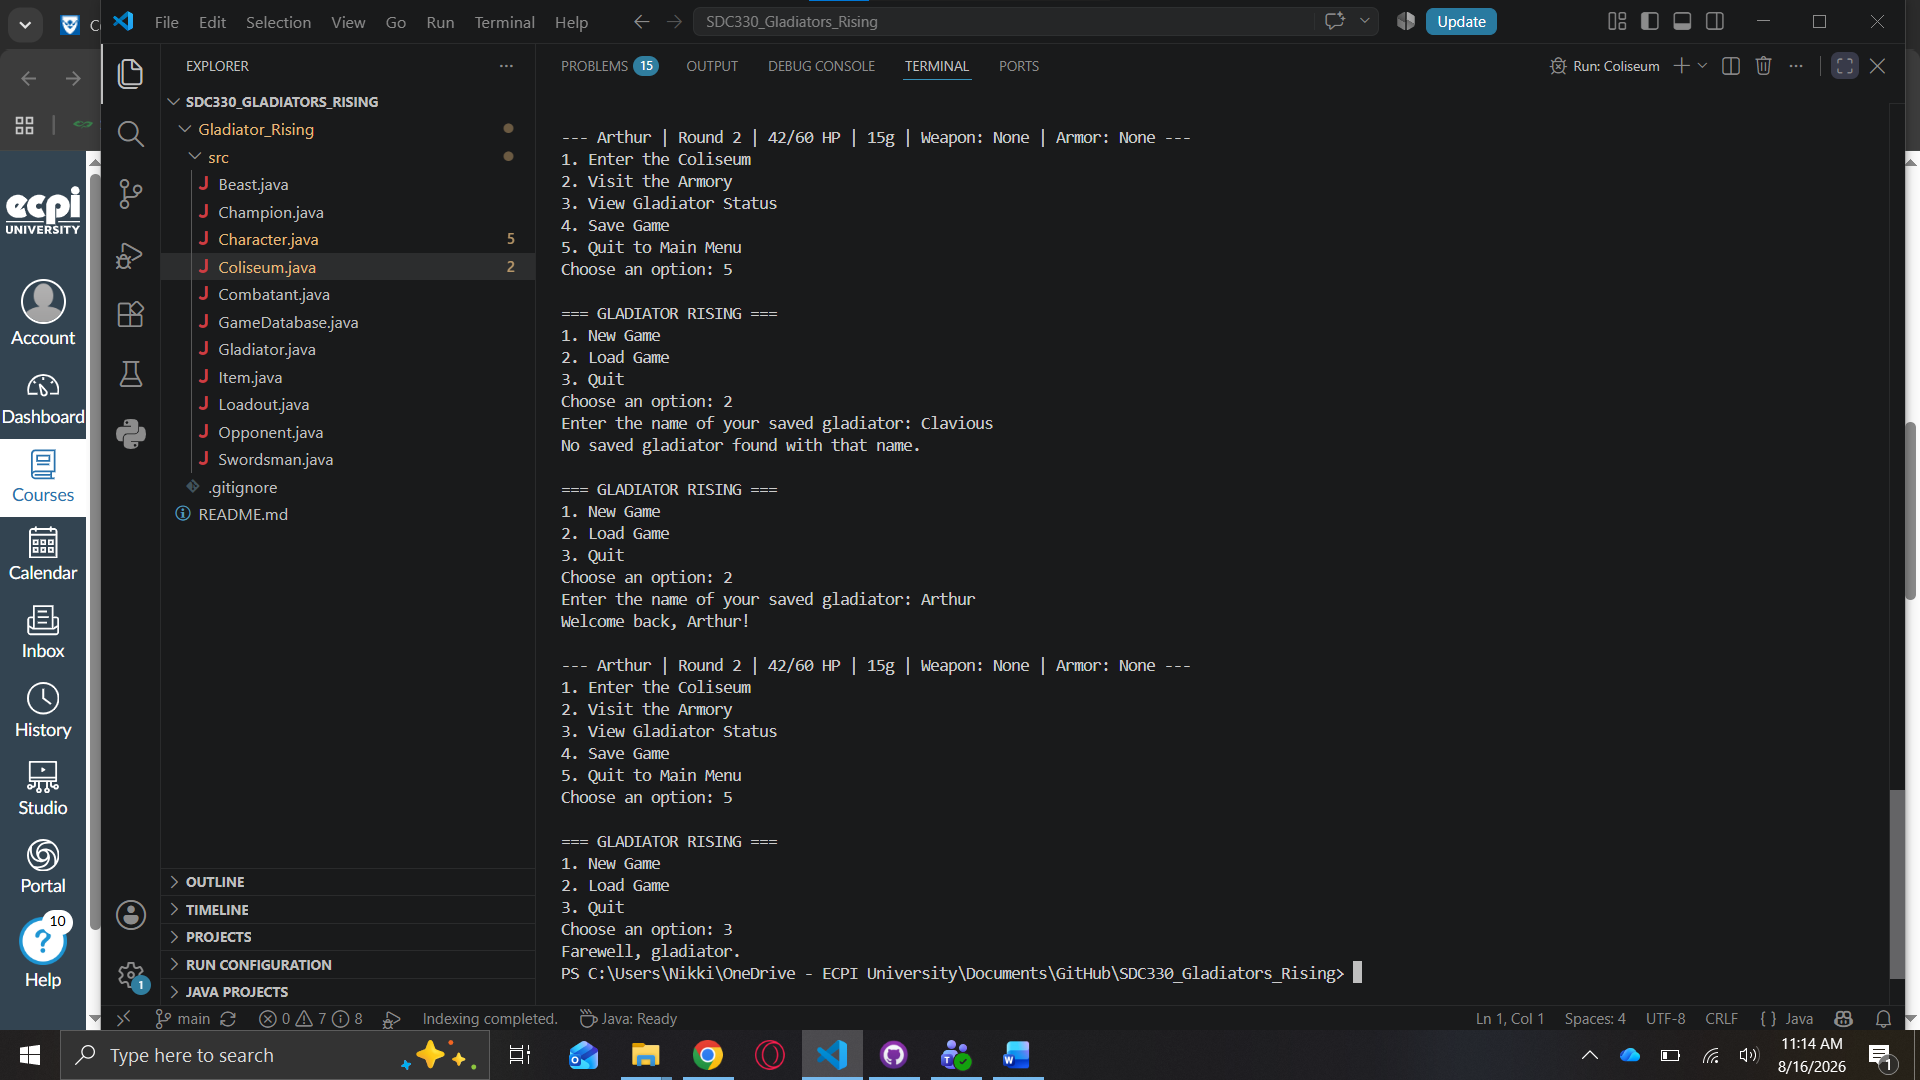 File Edit Selection View Go Run Terminal Help
SDC330_Gladiators_Rising
Update
ecpi
UNIVERSITY
Account
Dashboard
Courses
Calendar
Inbox
History
Studio
Portal
10
Help
EXPLORER
SDC330_GLADIATORS_RISING
Gladiator_Rising
src
Beast.java
Champion.java
Character.java 5
Coliseum.java 2
Combatant.java
GameDatabase.java
Gladiator.java
Item.java
Loadout.java
Opponent.java
Swordsman.java
.gitignore
README.md
OUTLINE
TIMELINE
PROJECTS
RUN CONFIGURATION
JAVA PROJECTS
1
PROBLEMS 15 OUTPUT DEBUG CONSOLE TERMINAL PORTS
Run: Coliseum
--- Arthur | Round 2 | 42/60 HP | 15g | Weapon: None | Armor: None ---
1. Enter the Coliseum
2. Visit the Armory
3. View Gladiator Status
4. Save Game
5. Quit to Main Menu
Choose an option: 5
=== GLADIATOR RISING ===
1. New Game
2. Load Game
3. Quit
Choose an option: 2
Enter the name of your saved gladiator: Clavious
No saved gladiator found with that name.
=== GLADIATOR RISING ===
1. New Game
2. Load Game
3. Quit
Choose an option: 2
Enter the name of your saved gladiator: Arthur
Welcome back, Arthur!
--- Arthur | Round 2 | 42/60 HP | 15g | Weapon: None | Armor: None ---
1. Enter the Coliseum
2. Visit the Armory
3. View Gladiator Status
4. Save Game
5. Quit to Main Menu
Choose an option: 5
=== GLADIATOR RISING ===
1. New Game
2. Load Game
3. Quit
Choose an option: 3
Farewell, gladiator.
PS C:\Users\Nikki\OneDrive - ECPI University\Documents\GitHub\SDC330_Gladiators_Rising>
main 0 7 8 Indexing completed. Java: Ready
Ln 1, Col 1 Spaces: 4 UTF-8 CRLF { } Java
Type here to search
11:14 AM
8/16/2026
1